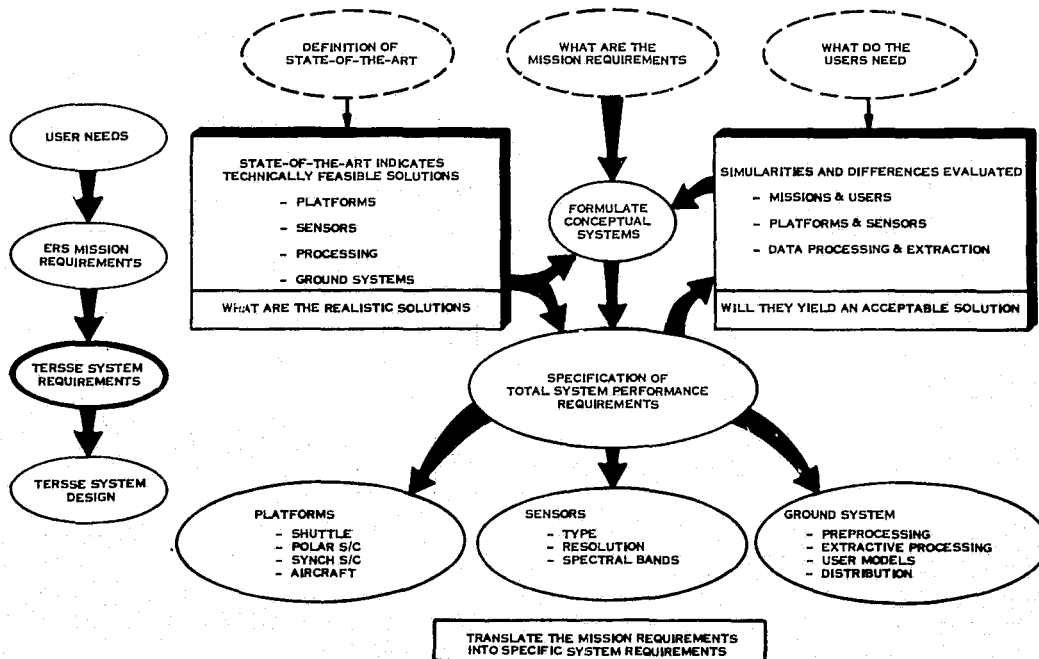 DEFINITION OF
STATE-OF-THE-ART
WHAT ARE THE
MISSION REQUIREMENTS
WHAT DO THE
USERS NEED
USER NEEDS
ERS MISSION
REQUIREMENTS
TERSSE SYSTEM
REQUIREMENTS
TERSSE SYSTEM
DESIGN
STATE-OF-THE-ART INDICATES
TECHNICALLY FEASIBLE SOLUTIONS
- PLATFORMS
- SENSORS
- PROCESSING
- GROUND SYSTEMS
WHAT ARE THE REALISTIC SOLUTIONS
FORMULATE
CONCEPTUAL
SYSTEMS
SIMULARITIES AND DIFFERENCES EVALUATED
- MISSIONS & USERS
- PLATFORMS & SENSORS
- DATA PROCESSING & EXTRACTION
WILL THEY YIELD AN ACCEPTABLE SOLUTION
SPECIFICATION OF
TOTAL SYSTEM PERFORMANCE
REQUIREMENTS
PLATFORMS
- SHUTTLE
- POLAR S/C
- SYNCH S/C
- AIRCRAFT
SENSORS
- TYPE
- RESOLUTION
- SPECTRAL BANDS
GROUND SYSTEM
- PREPROCESSING
- EXTRACTIVE PROCESSING
- USER MODELS
- DISTRIBUTION
TRANSLATE THE MISSION REQUIREMENTS
INTO SPECIFIC SYSTEM REQUIREMENTS